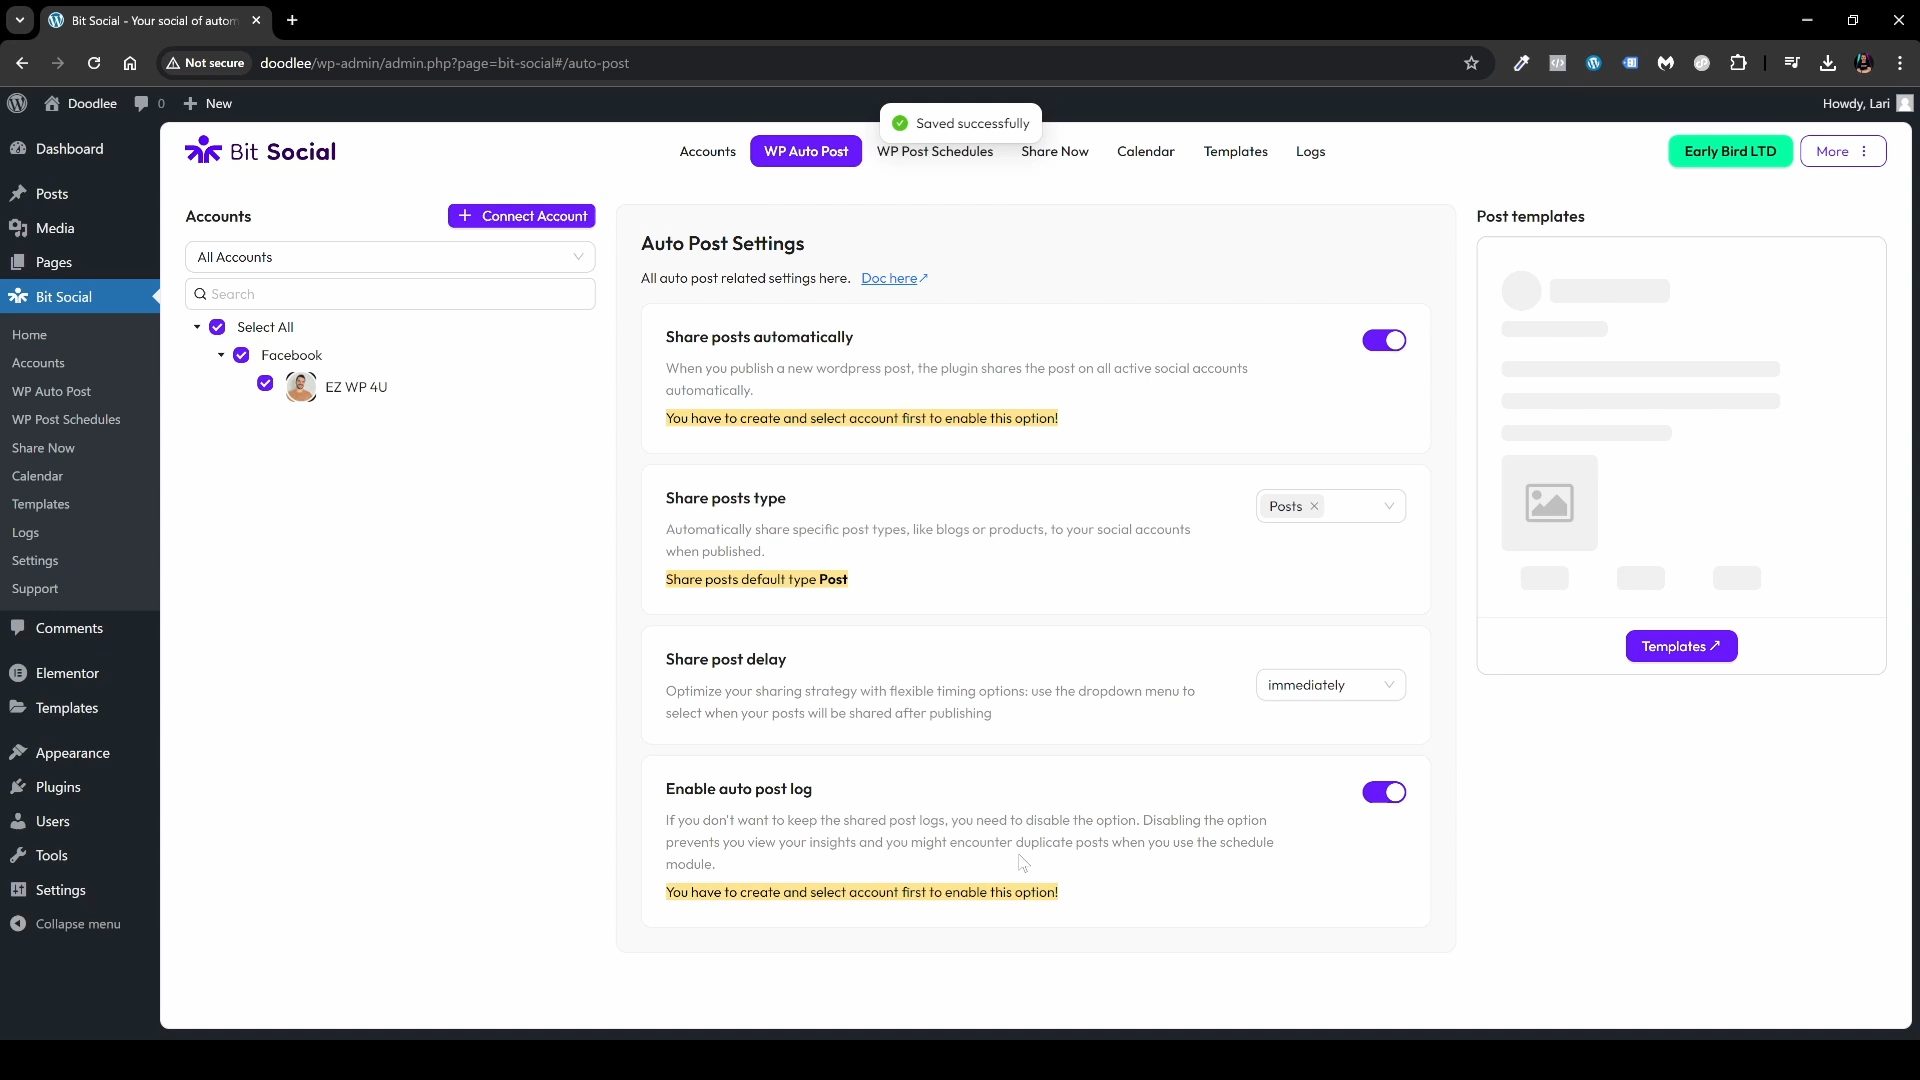 Bit Social - Your social of autom
Not secure
doodlee/wp-admin/admin.php?page=bit-social#/auto-post
Doodlee
0
New
Howdy, Lari
Saved successfully
Dashboard
Posts
Media
Pages
Bit Social
Home
Accounts
WP Auto Post
WP Post Schedules
Share Now
Calendar
Templates
Logs
Settings
Support
Comments
Elementor
Templates
Appearance
Plugins
Users
Tools
Settings
Collapse menu
Bit Social
Accounts
WP Auto Post
WP Post Schedules
Share Now
Calendar
Templates
Logs
Early Bird LTD
More
Accounts
Connect Account
All Accounts
Search
Select All
Facebook
EZ WP 4U
Auto Post Settings
All auto post related settings here. Doc here
Share posts automatically
When you publish a new wordpress post, the plugin shares the post on all active social accounts
automatically.
You have to create and select account first to enable this option!
Share posts type
Posts
Automatically share specific post types, like blogs or products, to your social accounts
when published.
Share posts default type Post
Share post delay
immediately
Optimize your sharing strategy with flexible timing options: use the dropdown menu to
select when your posts will be shared after publishing
Enable auto post log
If you don't want to keep the shared post logs, you need to disable the option. Disabling the option
prevents you view your insights and you might encounter duplicate posts when you use the schedule
module.
You have to create and select account first to enable this option!
Post templates
Templates